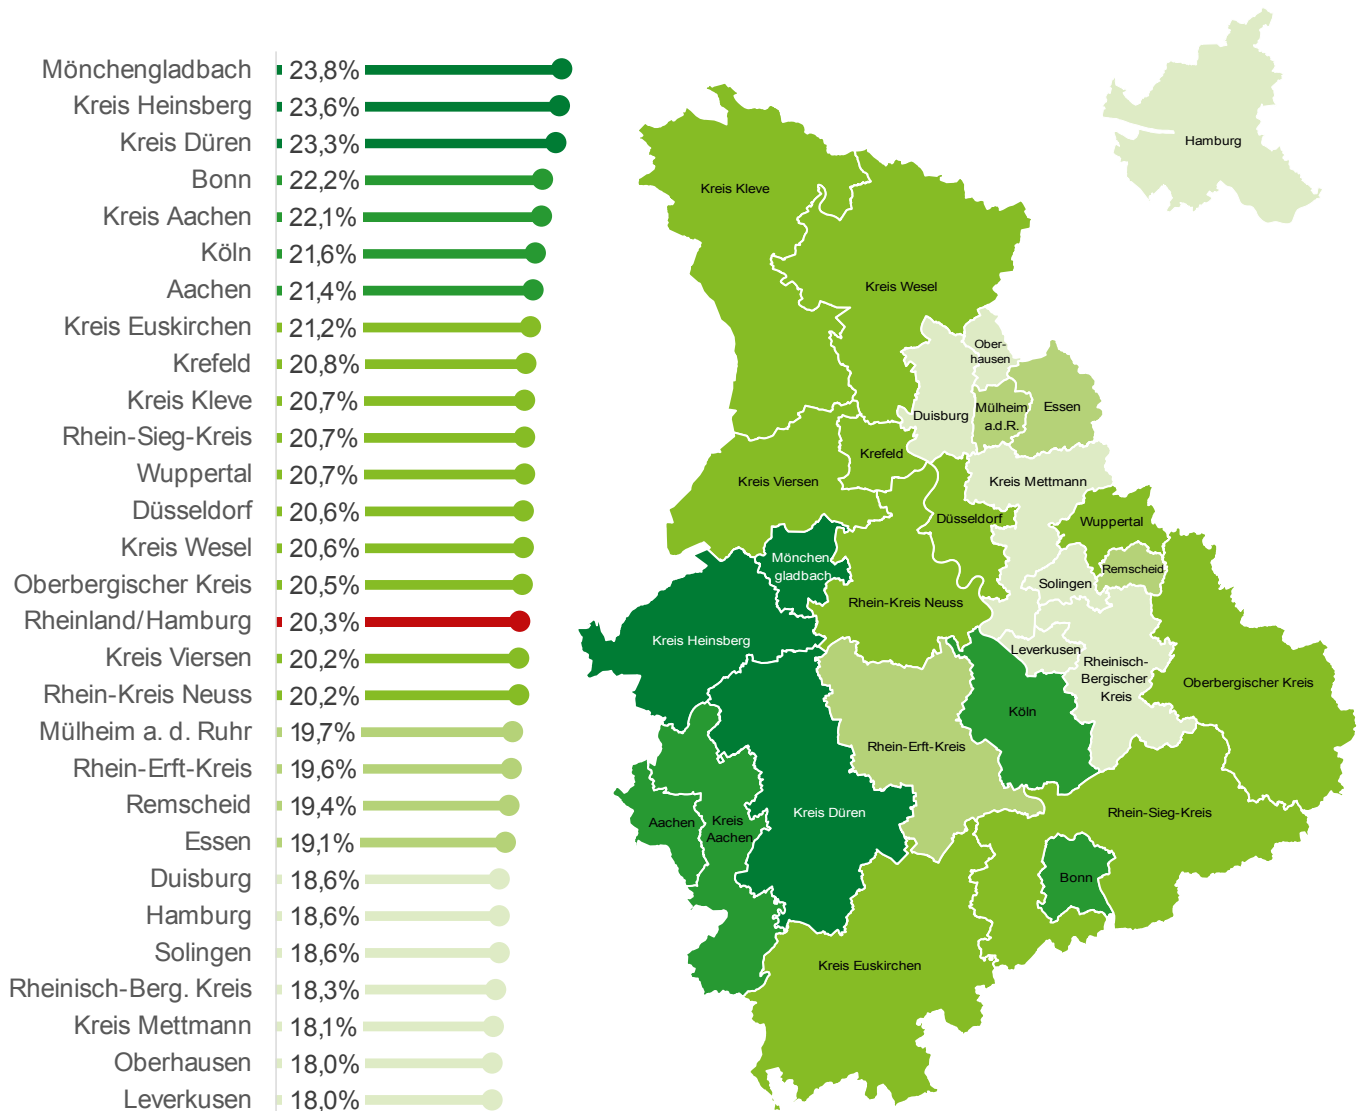 Mönchengladbach 23,8%
Kreis Heinsberg 23,6%
Kreis Düren 23,3%
Bonn 22,2%
Kreis Aachen 22,1%
Köln 21,6%
Aachen 21,4%
Kreis Euskirchen 21,2%
Krefeld 20,8%
Kreis Kleve 20,7%
Rhein-Sieg-Kreis 20,7%
Wuppertal 20,7%
Düsseldorf 20,6%
Kreis Wesel 20,6%
Oberbergischer Kreis 20,5%
Rheinland/Hamburg 20,3%
Kreis Viersen 20,2%
Rhein-Kreis Neuss 20,2%
Mülheim a. d. Ruhr 19,7%
Rhein-Erft-Kreis 19,6%
Remscheid 19,4%
Essen 19,1%
Duisburg 18,6%
Hamburg 18,6%
Solingen 18,6%
Rheinisch-Berg. Kreis 18,3%
Kreis Mettmann 18,1%
Oberhausen 18,0%
Leverkusen 18,0%
Hamburg
Kreis Kleve
Kreis Wesel
Ober-
hausen
Duisburg
Mülheim
a.d.R.
Essen
Krefeld
Kreis Viersen
Kreis Mettmann
Düsseldorf
Wuppertal
Mönchen
gladbach
Remscheid
Solingen
Rhein-Kreis Neuss
Kreis Heinsberg
Leverkusen
Rheinisch-
Bergischer
Kreis
Oberbergischer Kreis
Köln
Rhein-Erft-Kreis
Kreis Düren
Rhein-Sieg-Kreis
Aachen
Kreis
Aachen
Bonn
Kreis Euskirchen